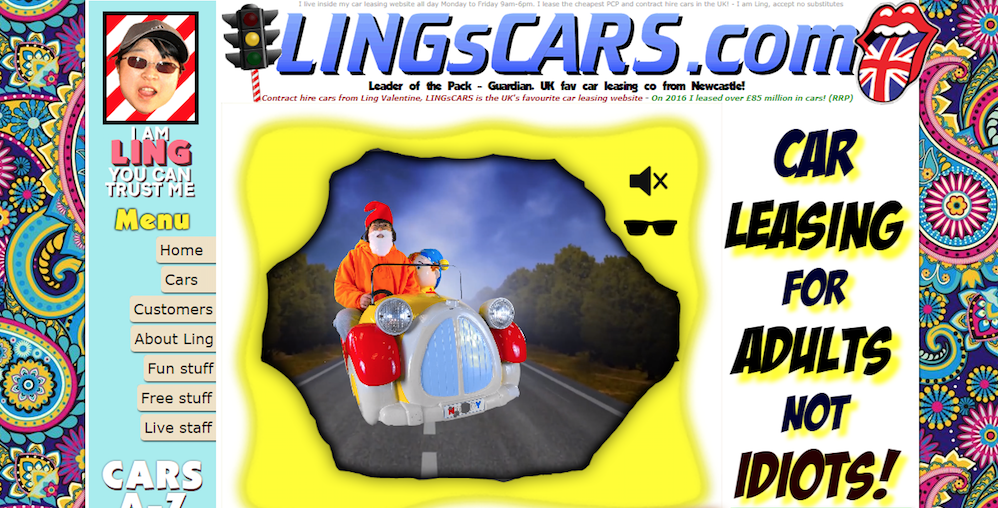 I live inside my car leasing website all day Monday to Friday 9am-6pm. I lease the cheapest PCP and contract hire cars in the UK! - I am Ling, accept no substitutes
LINGsCARS.com
Leader of the Pack - Guardian. UK fav car leasing co from Newcastle!
Contract hire cars from Ling Valentine, LINGsCARS is the UK's favourite car leasing website - On 2016 I leased over £85 million in cars! (RRP)
I AM
LING
YOU CAN
TRUST ME
Menu
Home
Cars
Customers
About Ling
Fun stuff
Free stuff
Live staff
CARS
A-Z
CAR
LEASING
FOR
ADULTS
NOT
IDIOTS!